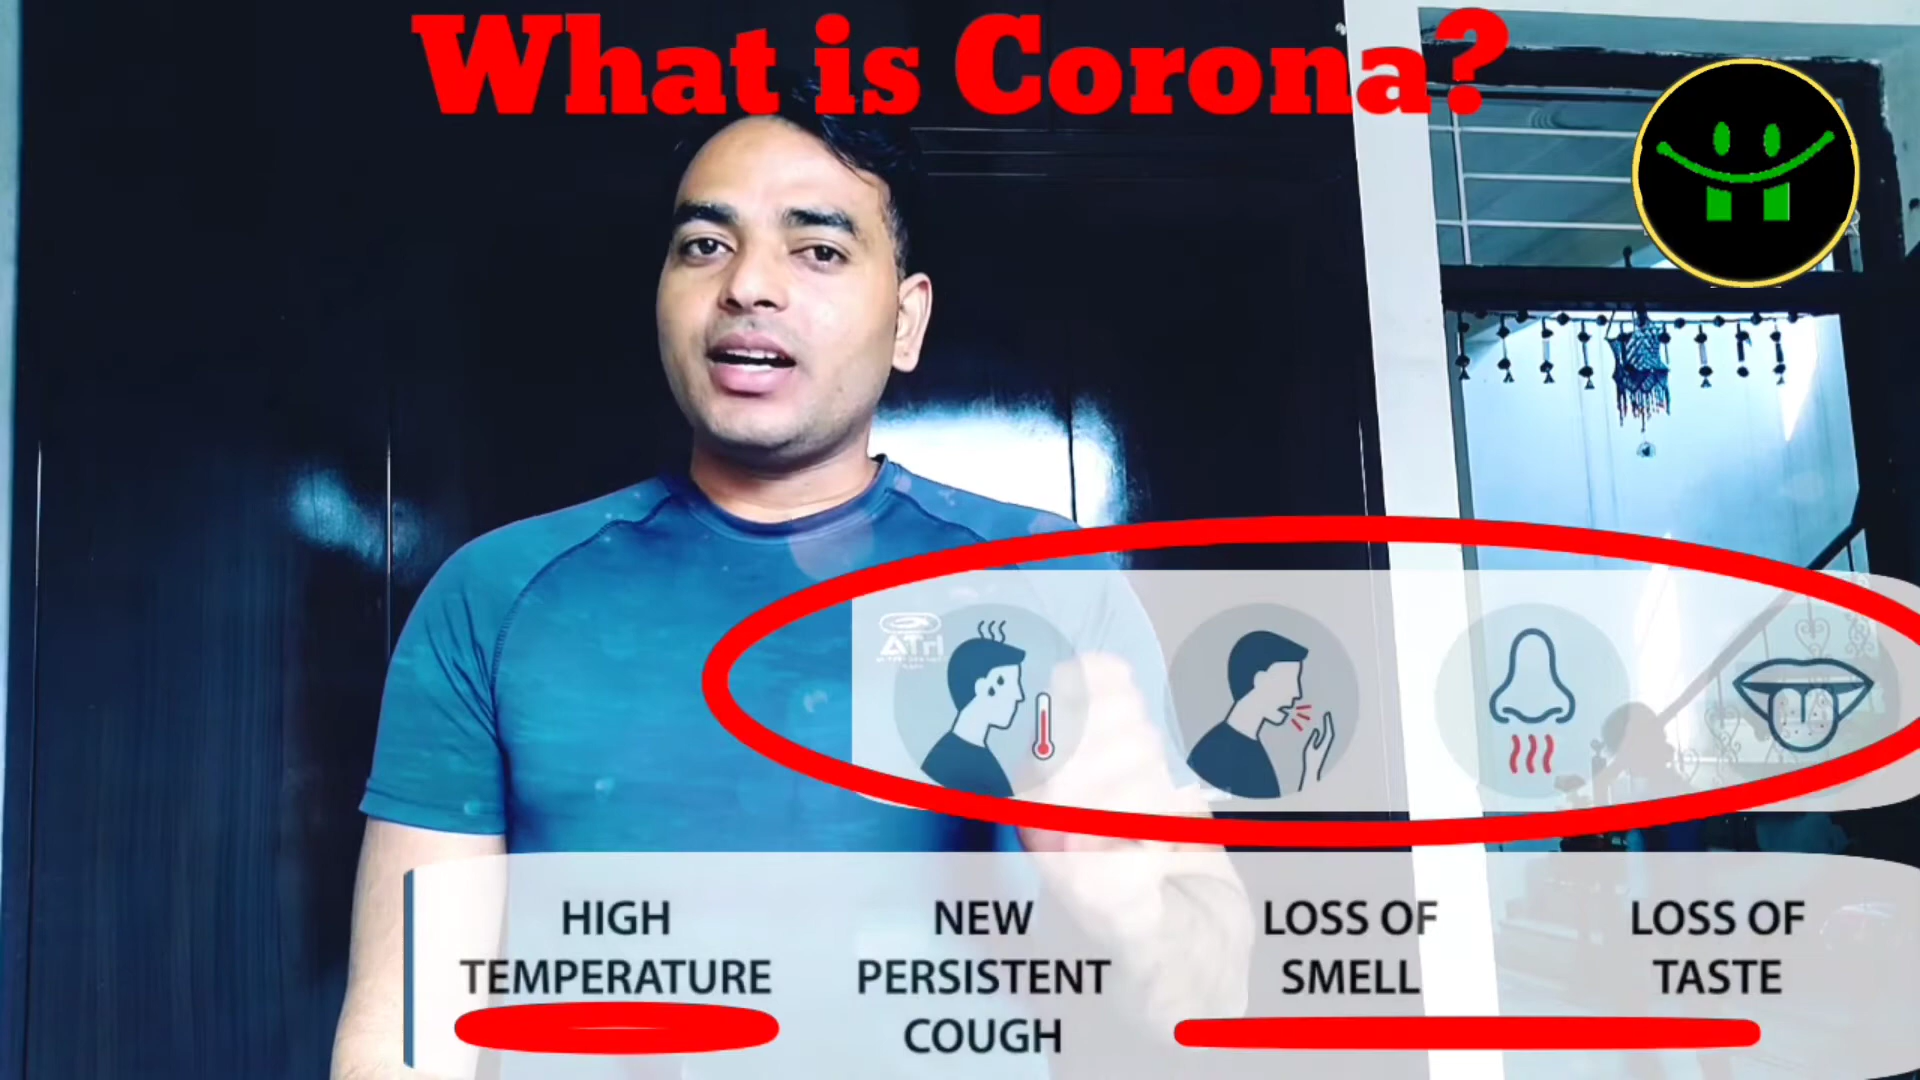 What is Corona?
HIGH
TEMPERATURE
NEW
PERSISTENT
COUGH
LOSS OF
SMELL
LOSS OF
TASTE